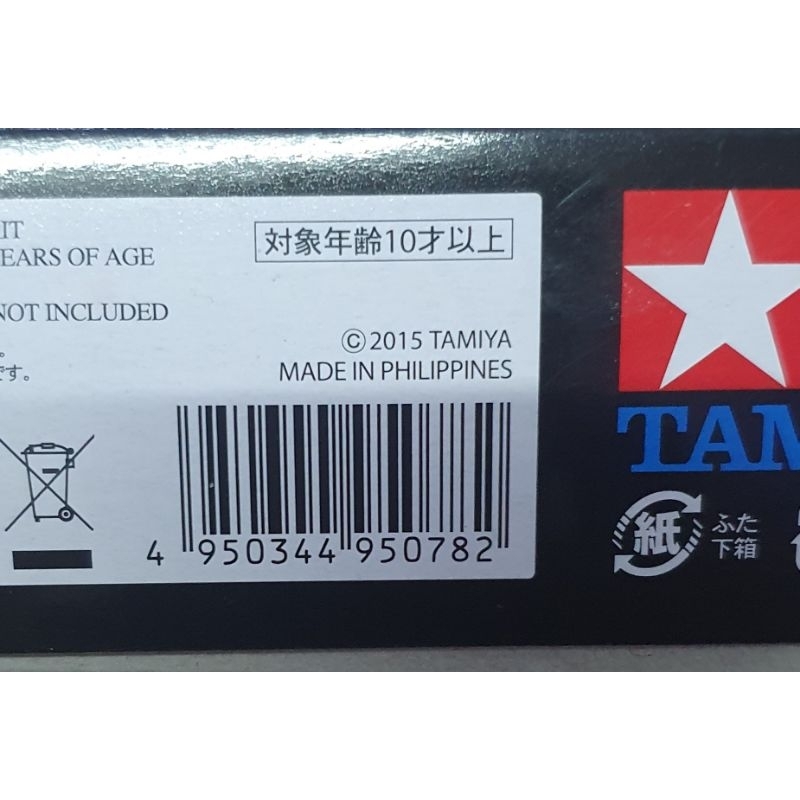 IT
EARS OF AGE
NOT INCLUDED
です。
対象年齢10才以上
Ⓒ2015 TAMIYA
MADE IN PHILIPPINES
4 950344 950782
TAM
紙
ふた
下箱